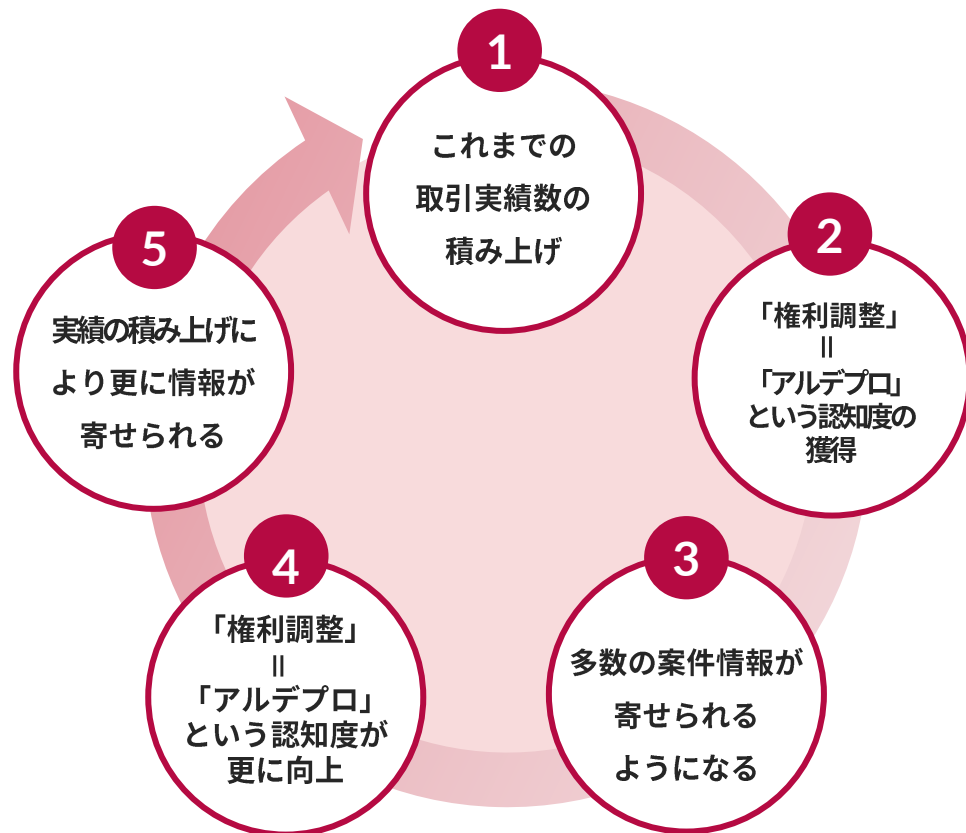 1
これまでの
取引実績数の
積み上げ
2
「権利調整」
＝
「アルデプロ」
という認知度の
獲得
3
多数の案件情報が
寄せられる
ようになる
4
「権利調整」
＝
「アルデプロ」
という認知度が
更に向上
5
実績の積み上げに
より更に情報が
寄せられる